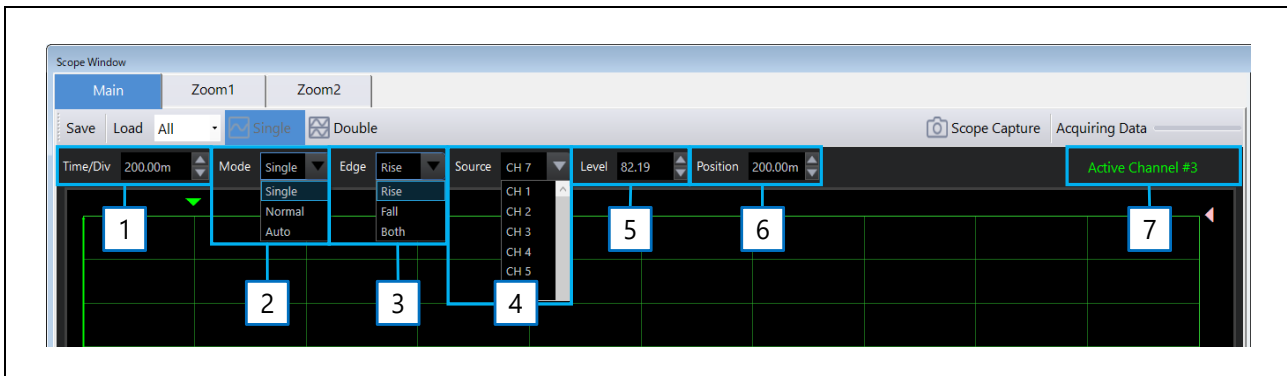 Scope Window
Main Zoom1 Zoom2
Save Load All Single Double Scope Capture Acquiring Data
Time/Div 200.00m Mode Single Edge Rise Source CH 7 Level 82.19 Position 200.00m Active Channel #3
Single Rise CH 1
Normal Fall CH 2
Auto Both CH 3
CH 4
CH 5
1 2 3 4 5 6 7